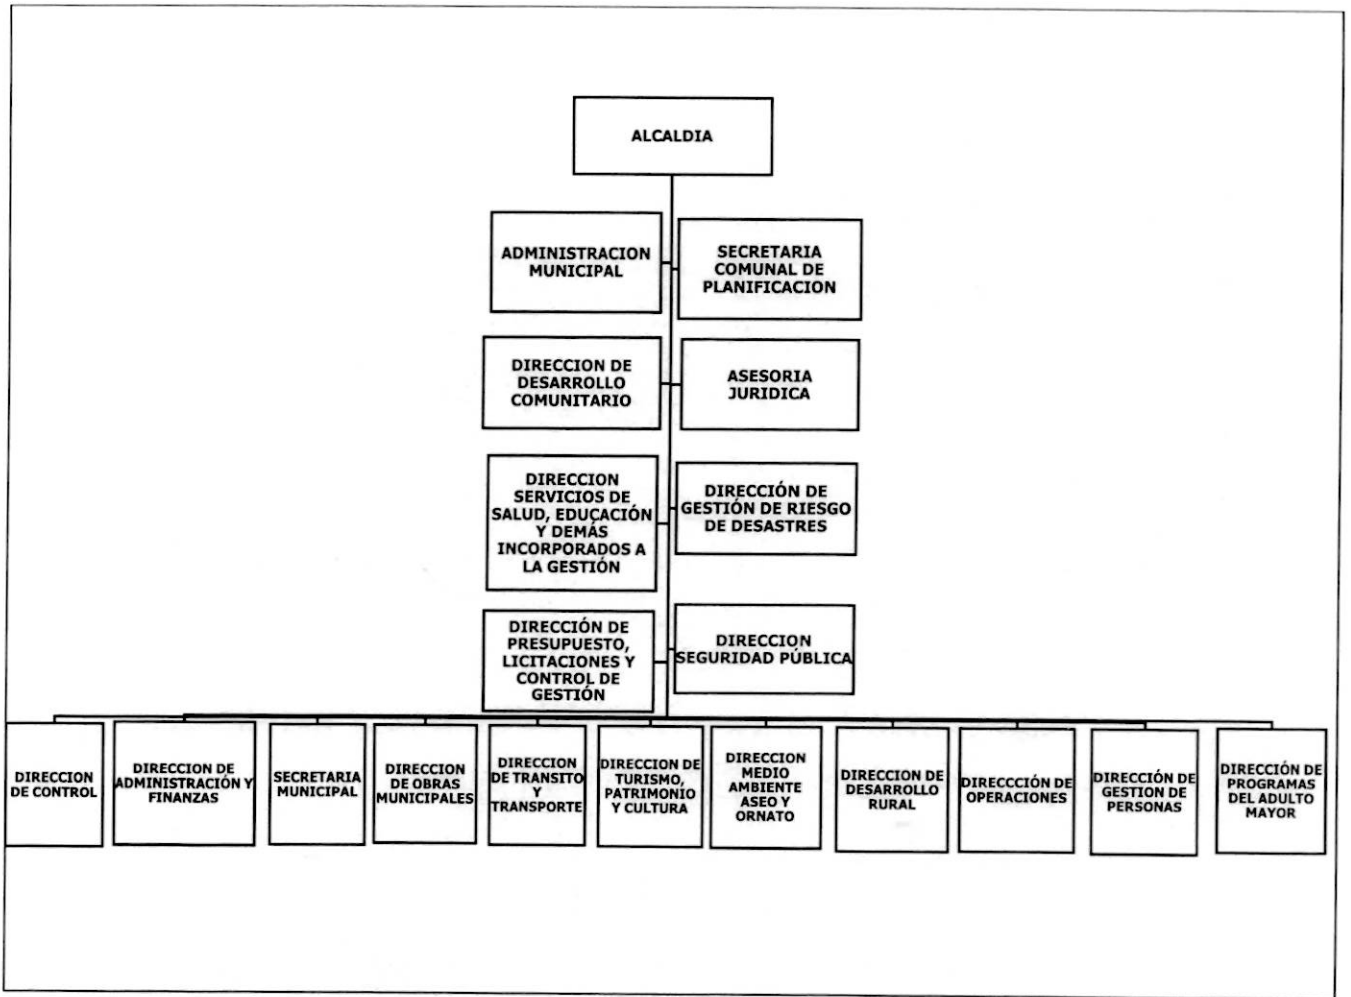 ALCALDIA
ADMINISTRACION
MUNICIPAL
SECRETARIA
COMUNAL DE
PLANIFICACION
DIRECCION DE
DESARROLLO
COMUNITARIO
ASESORIA
JURIDICA
DIRECCION
SERVICIOS DE
SALUD, EDUCACIÓN
Y DEMÁS
INCORPORADOS A
LA GESTIÓN
DIRECCIÓN DE
GESTIÓN DE RIESGO
DE DESASTRES
DIRECCIÓN DE
PRESUPUESTO,
LICITACIONES Y
CONTROL DE
GESTIÓN
DIRECCION
SEGURIDAD PÚBLICA
DIRECCION
DE CONTROL
DIRECCION DE
ADMINISTRACIÓN Y
FINANZAS
SECRETARIA
MUNICIPAL
DIRECCION
DE OBRAS
MUNICIPALES
DIRECCION
DE TRANSITO
Y
TRANSPORTE
DIRECCION DE
TURISMO,
PATRIMONIO
Y CULTURA
DIRECCION
MEDIO
AMBIENTE
ASEO Y
ORNATO
DIRECCION DE
DESARROLLO
RURAL
DIRECCCIÓN DE
OPERACIONES
DIRECCIÓN DE
GESTION DE
PERSONAS
DIRECCIÓN DE
PROGRAMAS
DEL ADULTO
MAYOR